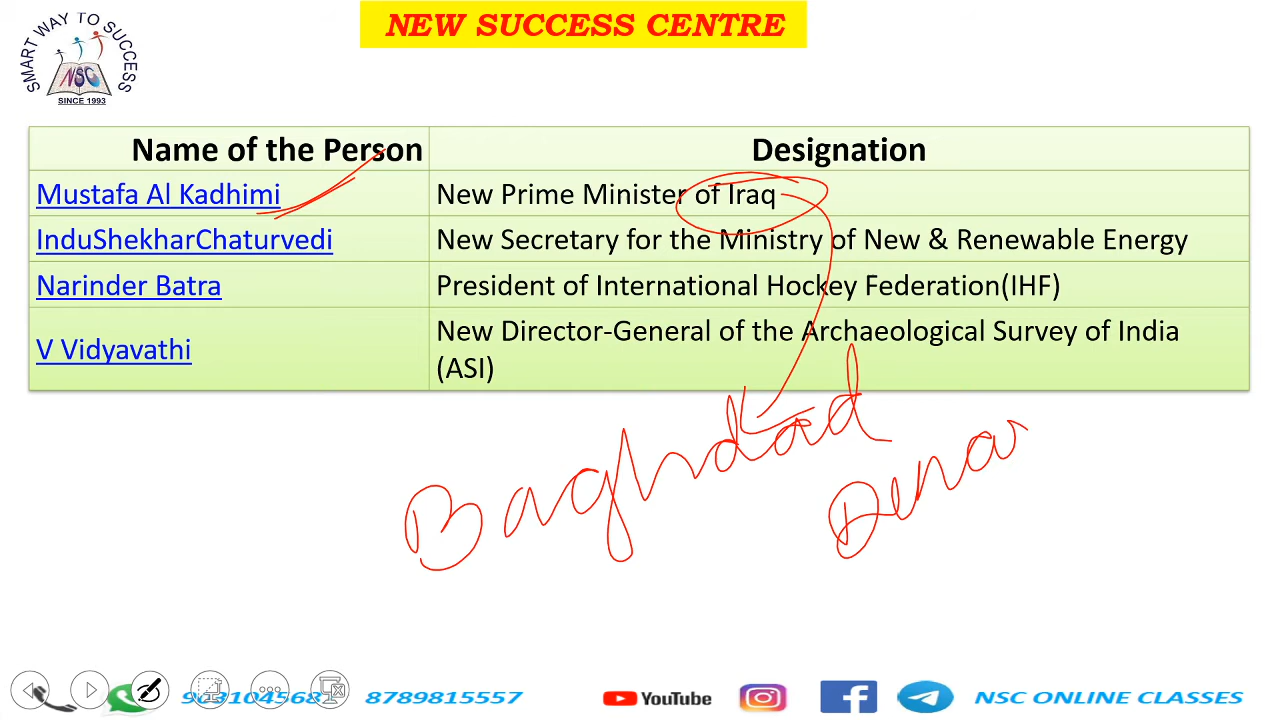 SMART WAY TO SUCCESS
NSC
SINCE 1993
NEW SUCCESS CENTRE
Name of the Person Designation
Mustafa Al Kadhimi New Prime Minister of Iraq
InduShekharChaturvedi New Secretary for the Ministry of New & Renewable Energy
Narinder Batra President of International Hockey Federation(IHF)
V Vidyavathi New Director-General of the Archaeological Survey of India
(ASI)
Baghdad
Denar
8789815557 YouTube NSC ONLINE CLASSES